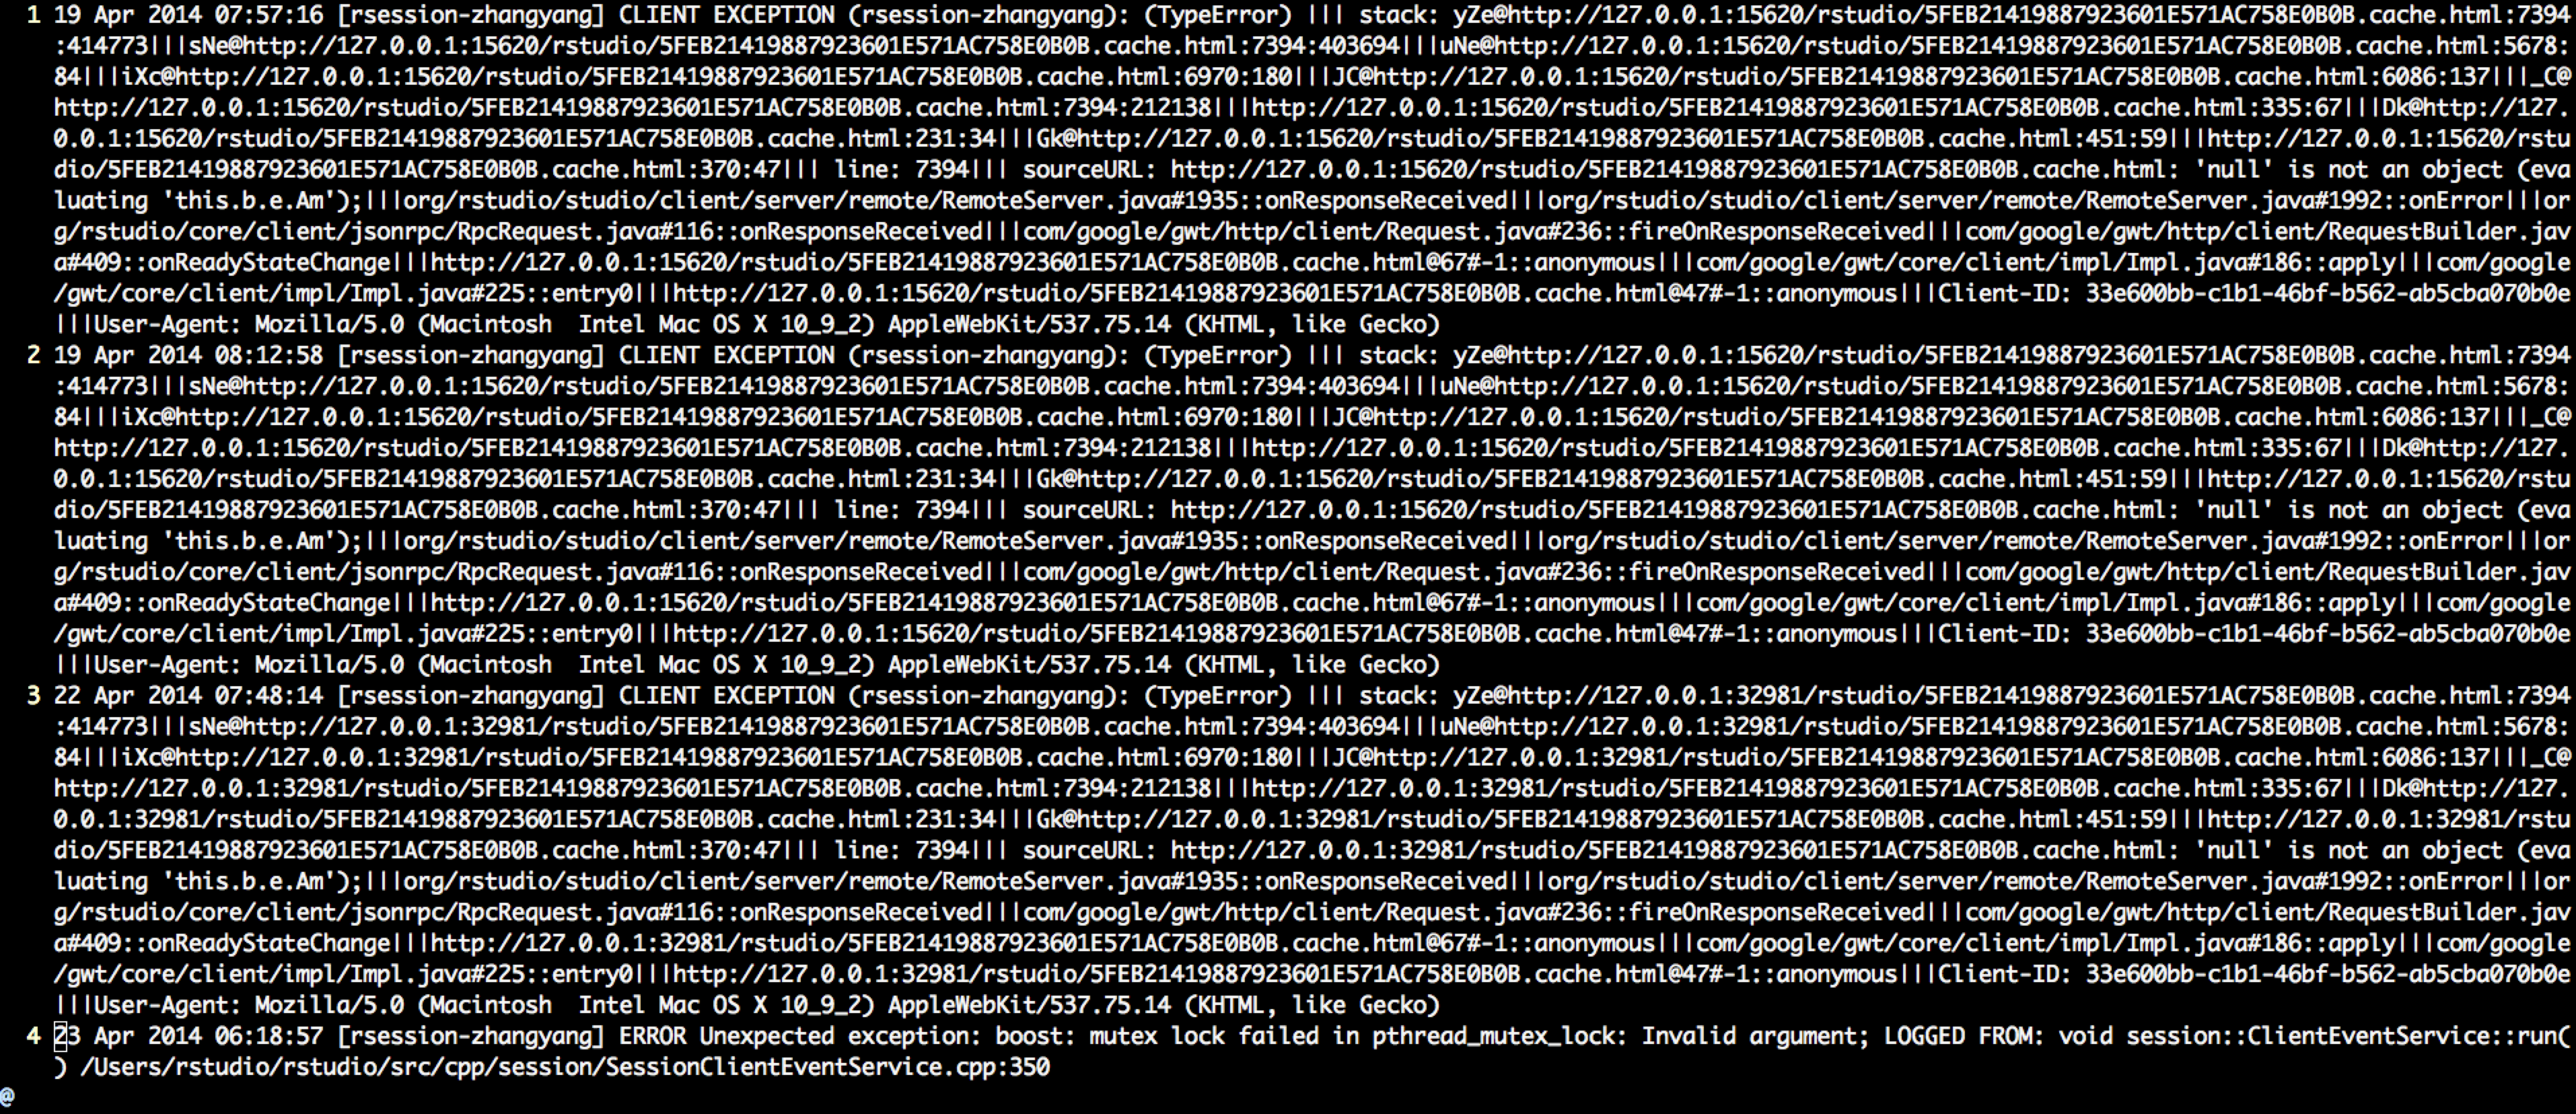 1 19 Apr 2014 07:57:16 [rsession-zhangyang] CLIENT EXCEPTION (rsession-zhangyang): (TypeError) ||| stack: yZe@http://127.0.0.1:15620/rstudio/5FEB21419887923601E571AC758E0B0B.cache.html:7394
:414773|||sNe@http://127.0.0.1:15620/rstudio/5FEB21419887923601E571AC758E0B0B.cache.html:7394:403694|||uNe@http://127.0.0.1:15620/rstudio/5FEB21419887923601E571AC758E0B0B.cache.html:5678:
84|||iXc@http://127.0.0.1:15620/rstudio/5FEB21419887923601E571AC758E0B0B.cache.html:6970:180|||JC@http://127.0.0.1:15620/rstudio/5FEB21419887923601E571AC758E0B0B.cache.html:6086:137|||_C@
http://127.0.0.1:15620/rstudio/5FEB21419887923601E571AC758E0B0B.cache.html:7394:212138|||http://127.0.0.1:15620/rstudio/5FEB21419887923601E571AC758E0B0B.cache.html:335:67|||Dk@http://127.
0.0.1:15620/rstudio/5FEB21419887923601E571AC758E0B0B.cache.html:231:34|||Gk@http://127.0.0.1:15620/rstudio/5FEB21419887923601E571AC758E0B0B.cache.html:451:59|||http://127.0.0.1:15620/rstu
dio/5FEB21419887923601E571AC758E0B0B.cache.html:370:47||| line: 7394||| sourceURL: http://127.0.0.1:15620/rstudio/5FEB21419887923601E571AC758E0B0B.cache.html: 'null' is not an object (eva
luating 'this.b.e.Am');|||org/rstudio/studio/client/server/remote/RemoteServer.java#1935::onResponseReceived|||org/rstudio/studio/client/server/remote/RemoteServer.java#1992::onError|||or
g/rstudio/core/client/jsonrpc/RpcRequest.java#116::onResponseReceived|||com/google/gwt/http/client/Request.java#236::fireOnResponseReceived|||com/google/gwt/http/client/RequestBuilder.jav
a#409::onReadyStateChange|||http://127.0.0.1:15620/rstudio/5FEB21419887923601E571AC758E0B0B.cache.html@67#-1::anonymous|||com/google/gwt/core/client/impl/Impl.java#186::apply|||com/google
/gwt/core/client/impl/Impl.java#225::entry0|||http://127.0.0.1:15620/rstudio/5FEB21419887923601E571AC758E0B0B.cache.html@47#-1::anonymous|||Client-ID: 33e600bb-c1b1-46bf-b562-ab5cba070b0e
|||User-Agent: Mozilla/5.0 (Macintosh  Intel Mac OS X 10_9_2) AppleWebKit/537.75.14 (KHTML, like Gecko)
2 19 Apr 2014 08:12:58 [rsession-zhangyang] CLIENT EXCEPTION (rsession-zhangyang): (TypeError) ||| stack: yZe@http://127.0.0.1:15620/rstudio/5FEB21419887923601E571AC758E0B0B.cache.html:7394
:414773|||sNe@http://127.0.0.1:15620/rstudio/5FEB21419887923601E571AC758E0B0B.cache.html:7394:403694|||uNe@http://127.0.0.1:15620/rstudio/5FEB21419887923601E571AC758E0B0B.cache.html:5678:
84|||iXc@http://127.0.0.1:15620/rstudio/5FEB21419887923601E571AC758E0B0B.cache.html:6970:180|||JC@http://127.0.0.1:15620/rstudio/5FEB21419887923601E571AC758E0B0B.cache.html:6086:137|||_C@
http://127.0.0.1:15620/rstudio/5FEB21419887923601E571AC758E0B0B.cache.html:7394:212138|||http://127.0.0.1:15620/rstudio/5FEB21419887923601E571AC758E0B0B.cache.html:335:67|||Dk@http://127.
0.0.1:15620/rstudio/5FEB21419887923601E571AC758E0B0B.cache.html:231:34|||Gk@http://127.0.0.1:15620/rstudio/5FEB21419887923601E571AC758E0B0B.cache.html:451:59|||http://127.0.0.1:15620/rstu
dio/5FEB21419887923601E571AC758E0B0B.cache.html:370:47||| line: 7394||| sourceURL: http://127.0.0.1:15620/rstudio/5FEB21419887923601E571AC758E0B0B.cache.html: 'null' is not an object (eva
luating 'this.b.e.Am');|||org/rstudio/studio/client/server/remote/RemoteServer.java#1935::onResponseReceived|||org/rstudio/studio/client/server/remote/RemoteServer.java#1992::onError|||or
g/rstudio/core/client/jsonrpc/RpcRequest.java#116::onResponseReceived|||com/google/gwt/http/client/Request.java#236::fireOnResponseReceived|||com/google/gwt/http/client/RequestBuilder.jav
a#409::onReadyStateChange|||http://127.0.0.1:15620/rstudio/5FEB21419887923601E571AC758E0B0B.cache.html@67#-1::anonymous|||com/google/gwt/core/client/impl/Impl.java#186::apply|||com/google
/gwt/core/client/impl/Impl.java#225::entry0|||http://127.0.0.1:15620/rstudio/5FEB21419887923601E571AC758E0B0B.cache.html@47#-1::anonymous|||Client-ID: 33e600bb-c1b1-46bf-b562-ab5cba070b0e
|||User-Agent: Mozilla/5.0 (Macintosh  Intel Mac OS X 10_9_2) AppleWebKit/537.75.14 (KHTML, like Gecko)
3 22 Apr 2014 07:48:14 [rsession-zhangyang] CLIENT EXCEPTION (rsession-zhangyang): (TypeError) ||| stack: yZe@http://127.0.0.1:32981/rstudio/5FEB21419887923601E571AC758E0B0B.cache.html:7394
:414773|||sNe@http://127.0.0.1:32981/rstudio/5FEB21419887923601E571AC758E0B0B.cache.html:7394:403694|||uNe@http://127.0.0.1:32981/rstudio/5FEB21419887923601E571AC758E0B0B.cache.html:5678:
84|||iXc@http://127.0.0.1:32981/rstudio/5FEB21419887923601E571AC758E0B0B.cache.html:6970:180|||JC@http://127.0.0.1:32981/rstudio/5FEB21419887923601E571AC758E0B0B.cache.html:6086:137|||_C@
http://127.0.0.1:32981/rstudio/5FEB21419887923601E571AC758E0B0B.cache.html:7394:212138|||http://127.0.0.1:32981/rstudio/5FEB21419887923601E571AC758E0B0B.cache.html:335:67|||Dk@http://127.
0.0.1:32981/rstudio/5FEB21419887923601E571AC758E0B0B.cache.html:231:34|||Gk@http://127.0.0.1:32981/rstudio/5FEB21419887923601E571AC758E0B0B.cache.html:451:59|||http://127.0.0.1:32981/rstu
dio/5FEB21419887923601E571AC758E0B0B.cache.html:370:47||| line: 7394||| sourceURL: http://127.0.0.1:32981/rstudio/5FEB21419887923601E571AC758E0B0B.cache.html: 'null' is not an object (eva
luating 'this.b.e.Am');|||org/rstudio/studio/client/server/remote/RemoteServer.java#1935::onResponseReceived|||org/rstudio/studio/client/server/remote/RemoteServer.java#1992::onError|||or
g/rstudio/core/client/jsonrpc/RpcRequest.java#116::onResponseReceived|||com/google/gwt/http/client/Request.java#236::fireOnResponseReceived|||com/google/gwt/http/client/RequestBuilder.jav
a#409::onReadyStateChange|||http://127.0.0.1:32981/rstudio/5FEB21419887923601E571AC758E0B0B.cache.html@67#-1::anonymous|||com/google/gwt/core/client/impl/Impl.java#186::apply|||com/google
/gwt/core/client/impl/Impl.java#225::entry0|||http://127.0.0.1:32981/rstudio/5FEB21419887923601E571AC758E0B0B.cache.html@47#-1::anonymous|||Client-ID: 33e600bb-c1b1-46bf-b562-ab5cba070b0e
|||User-Agent: Mozilla/5.0 (Macintosh  Intel Mac OS X 10_9_2) AppleWebKit/537.75.14 (KHTML, like Gecko)
4 23 Apr 2014 06:18:57 [rsession-zhangyang] ERROR Unexpected exception: boost: mutex lock failed in pthread_mutex_lock: Invalid argument; LOGGED FROM: void session::ClientEventService::run(
) /Users/rstudio/rstudio/src/cpp/session/SessionClientEventService.cpp:350
@